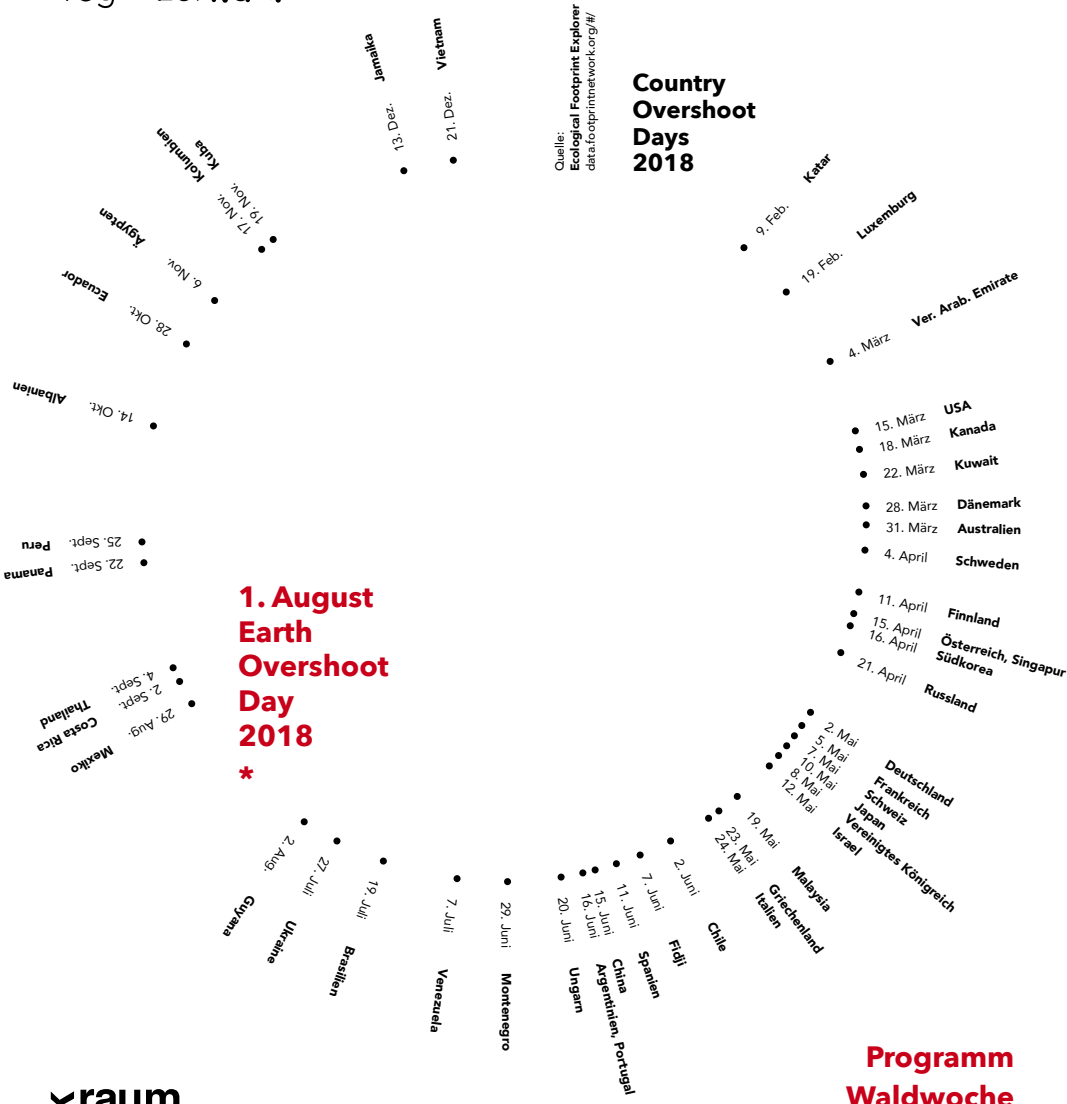 Quelle:
Ecological Footprint Explorer
data.footprintnetwork.org/#/
Country
Overshoot
Days
2018
9. Feb. Katar
19. Feb. Luxemburg
4. März Ver. Arab. Emirate
15. März USA
18. März Kanada
22. März Kuwait
28. März Dänemark
31. März Australien
4. April Schweden
11. April Finnland
15. April Österreich, Singapur
16. April Südkorea
21. April Russland
2. Mai Deutschland
5. Mai Frankreich
7. Mai Schweiz
10. Mai Japan
8. Mai Vereinigtes Königreich
12. Mai Israel
19. Mai Malaysia
23. Mai Griechenland
24. Mai Italien
2. Juni Chile
7. Juni Fidji
11. Juni Spanien
15. Juni China
16. Juni Argentinien, Portugal
20. Juni Ungarn
29. Juni Montenegro
7. Juli Venezuela
19. Juli Brasilien
27. Juli Ukraine
2. Aug. Guyana
29. Aug. Mexiko
2. Sept. Costa Rica
4. Sept. Thailand
22. Sept. Panama
25. Sept. Peru
14. Okt. Albanien
28. Okt. Ecuador
6. Nov. Ägypten
17. Nov. Kolumbien
19. Nov. Kuba
13. Dez. Jamaika
21. Dez. Vietnam
1. August
Earth
Overshoot
Day
2018
*
Programm
Waldwoche
raum